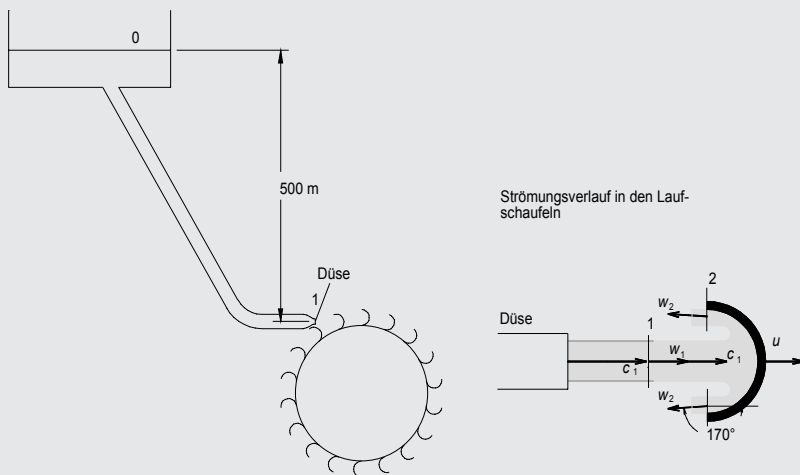 0
500 m
Düse
1
Strömungsverlauf in den Lauf-
schaufeln
Düse
1
2
w₂
w₁
c₁
c₁
u
w₂
170°